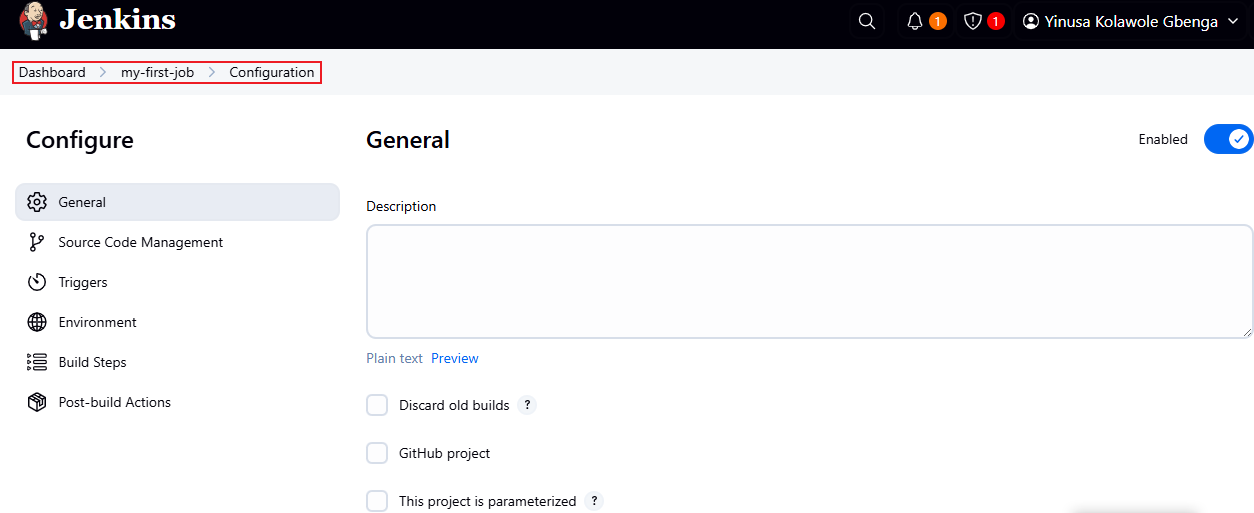 Jenkins
1
1
Yinusa Kolawole Gbenga
Dashboard
my-first-job
Configuration
Configure
General
Source Code Management
Triggers
Environment
Build Steps
Post-build Actions
General
Enabled
Description
Plain text Preview
Discard old builds ?
GitHub project
This project is parameterized ?